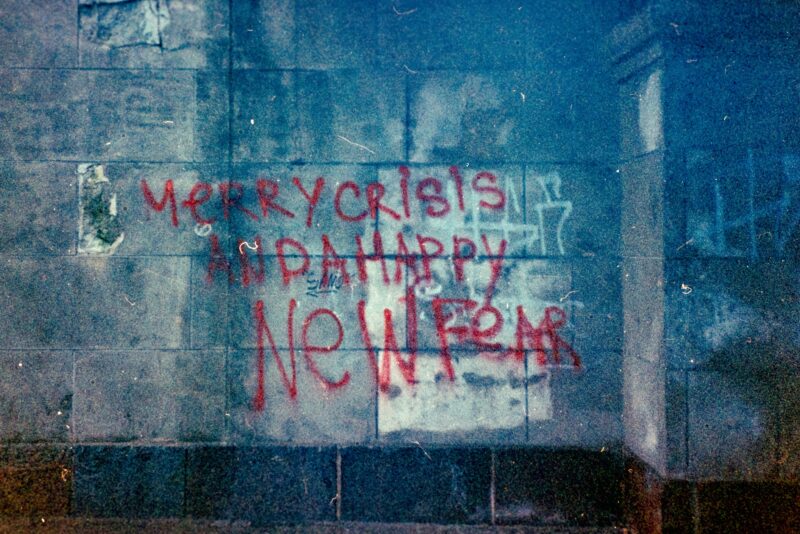 MeRRY CRiSiS
AND A HAPPY
NeW FeAR